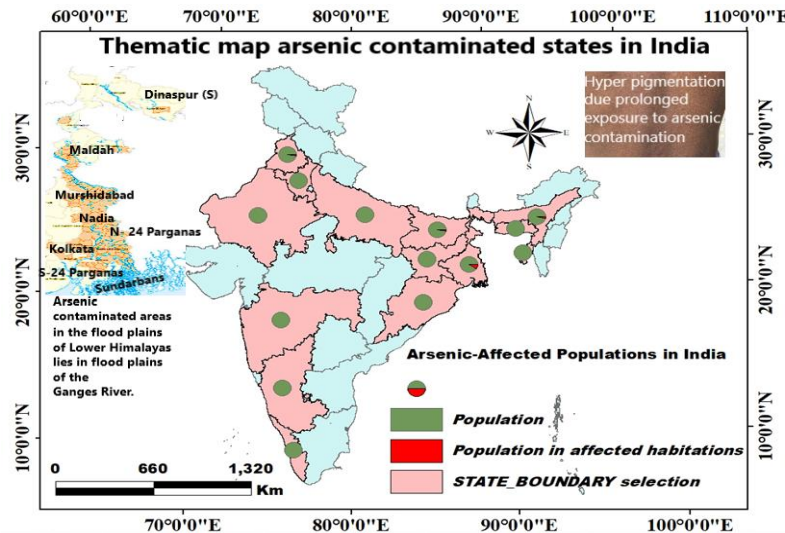 60°0'0"E 70°0'0"E 80°0'0"E 90°0'0"E 100°0'0"E 110°0'0"E
Thematic map arsenic contaminated states in India
Dinaspur (S)
Maldah
Murshidabad
Nadia
N- 24 Parganas
Kolkata
S-24 Parganas
Sundarbans
Arsenic
contaminated areas
in the flood plains
of Lower Himalayas
lies in flood plains
of the
Ganges River.
Hyper pigmentation
due prolonged
exposure to arsenic
contamination
N
W E
S
30°0'0"N
20°0'0"N
10°0'0"N
30°0'0"N
20°0'0"N
10°0'0"N
Arsenic-Affected Populations in India
Population
Population in affected habitations
STATE_BOUNDARY selection
0 660 1,320
Km
70°0'0"E 80°0'0"E 90°0'0"E 100°0'0"E